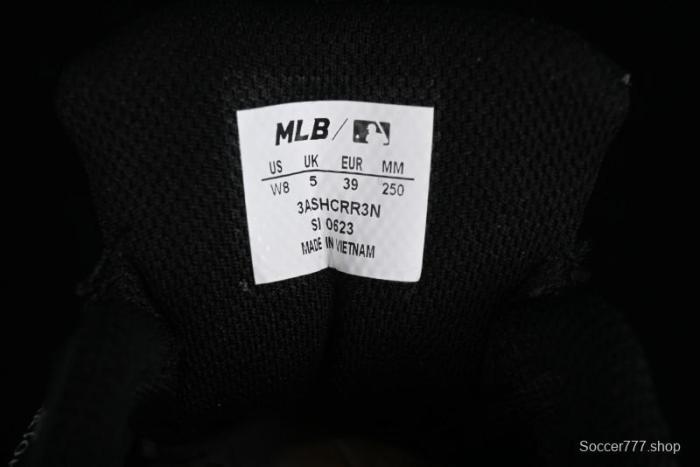 MLB /
US UK EUR MM
W8 5 39 250
3ASHCRR3N
SI 0623
MADE IN VIETNAM
Soccer777.shop